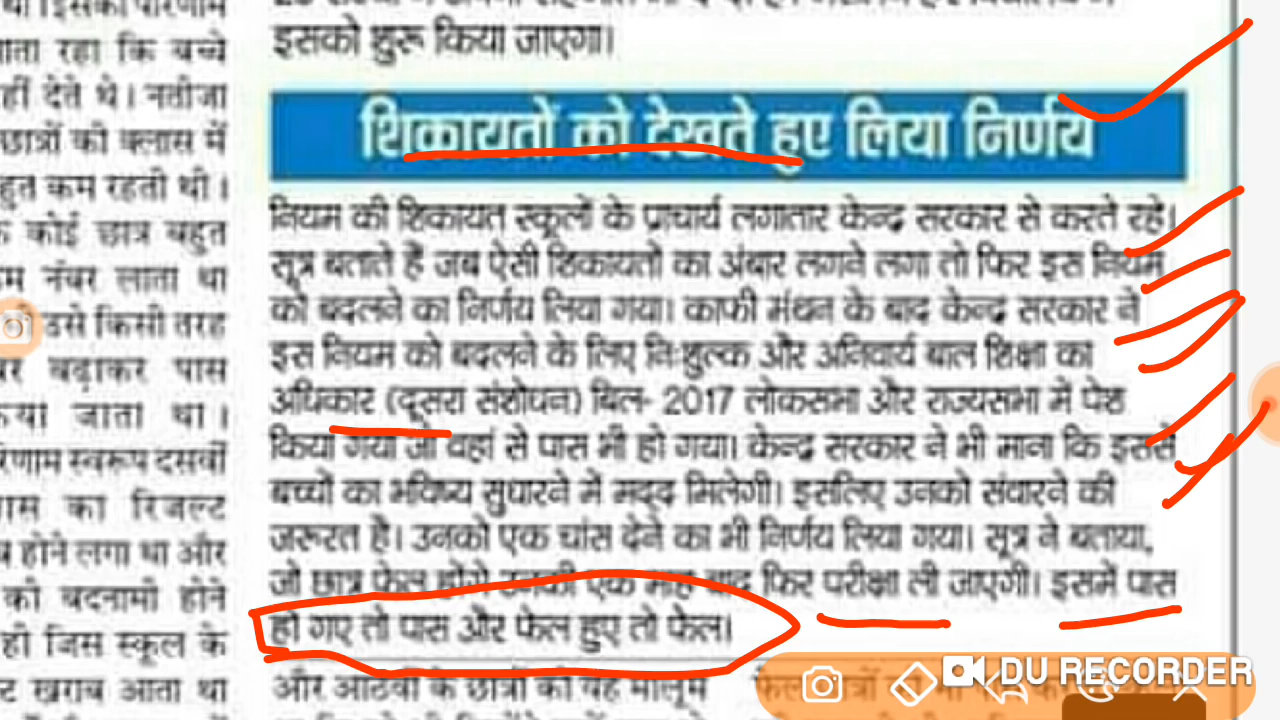 था। इसका परिणाम
ाता रहा कि बच्चे
हीं देते थे। नतीजा
छात्रों की क्लास में
हुत कम रहती थी।
कोई छात्र बहुत
म नंबर लाता था
उसे किसी तरह
बढ़ाकर पास
जाता था।
रिणाम स्वरूप दसवीं
का रिजल्ट
होने लगा था और
को बदनामी होने
ही जिस स्कूल के
खराब आता था
इसको शुरू किया जाएगा।
शिकायतों को देखते हुए लिया निर्णय
नियम की शिकायत स्कूलों के प्राचार्य लगातार केन्द्र सरकार से करते रहे।
सूत्र बताते हैं जब ऐसी शिकायतों का अंबार लगने लगा तो फिर इस नियम
को बदलने का निर्णय लिया गया। काफी मंथन के बाद केन्द्र सरकार ने
इस नियम को बदलने के लिए निःशुल्क और अनिवार्य बाल शिक्षा का
अधिकार (दूसरा संशोधन) बिल- 2017 लोकसभा और राज्यसभा में पेश
किया गया जो वहां से पास भी हो गया। केन्द्र सरकार ने भी माना कि इससे
बच्चों का भविष्य सुधारने में मदद मिलेगी। इसलिए उनको संवारने की
जरूरत है। उनको एक चांस देने का भी निर्णय लिया गया। सूत्र ने बताया,
जो छात्र फेल होंगे उनकी एक माह बाद फिर परीक्षा ली जाएगी। इसमें पास
हो गए तो पास और फेल हुए तो फेल।
और आठवीं के छात्रों को यह मालूम
DU RECORDER